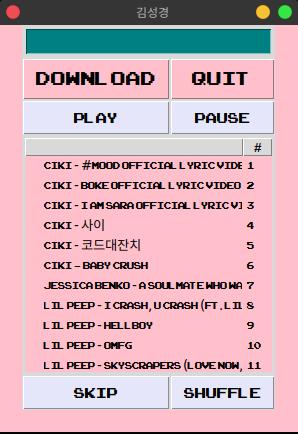 김성경
DOWNLOAD QUIT
PLAY PAUSE
#
CIKI - #MOOD OFFICIAL LYRIC VIDE 1
CIKI - BOKE OFFICIAL LYRIC VIDEO 2
CIKI - I AM SARA OFFICIAL LYRIC VI 3
CIKI - 사이 4
CIKI - 코드대잔치 5
CIKI - BABY CRUSH 6
JESSICA BENKO - A SOULMATE WHO WA 7
LIL PEEP - I CRASH, U CRASH (FT. LIL 8
LIL PEEP - HELLBOY 9
LIL PEEP - OMFG 10
LIL PEEP - SKYSCRAPERS (LOVE NOW, 11
SKIP SHUFFLE